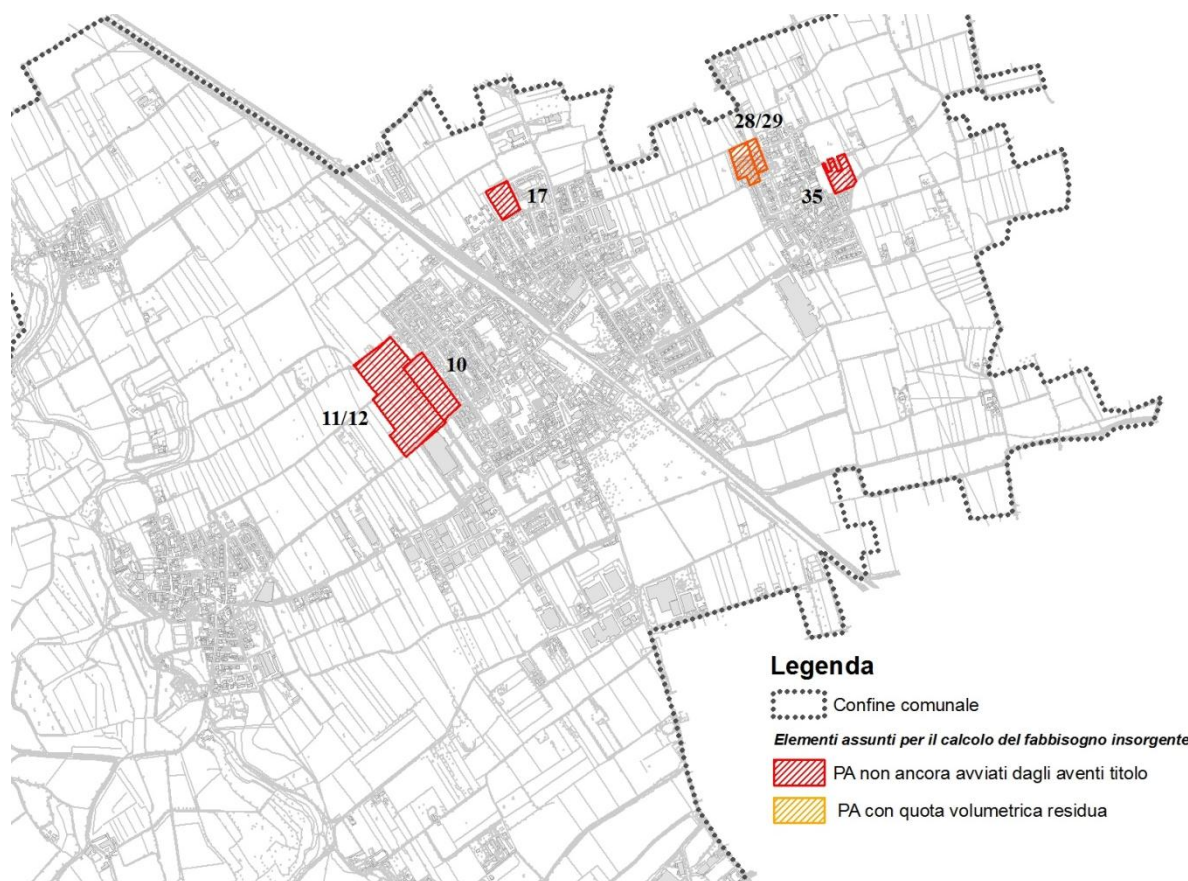 28/29
17
35
10
11/12
Legenda
Confine comunale
Elementi assunti per il calcolo del fabbisogno insorgente
PA non ancora avviati dagli aventi titolo
PA con quota volumetrica residua